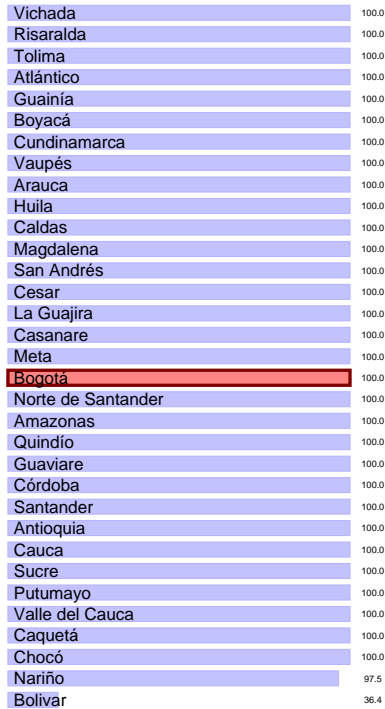 Vichada 100.0
Risaralda 100.0
Tolima 100.0
Atlántico 100.0
Guainía 100.0
Boyacá 100.0
Cundinamarca 100.0
Vaupés 100.0
Arauca 100.0
Huila 100.0
Caldas 100.0
Magdalena 100.0
San Andrés 100.0
Cesar 100.0
La Guajira 100.0
Casanare 100.0
Meta 100.0
Bogotá 100.0
Norte de Santander 100.0
Amazonas 100.0
Quindío 100.0
Guaviare 100.0
Córdoba 100.0
Santander 100.0
Antioquia 100.0
Cauca 100.0
Sucre 100.0
Putumayo 100.0
Valle del Cauca 100.0
Caquetá 100.0
Chocó 100.0
Nariño 97.5
Bolivar 36.4